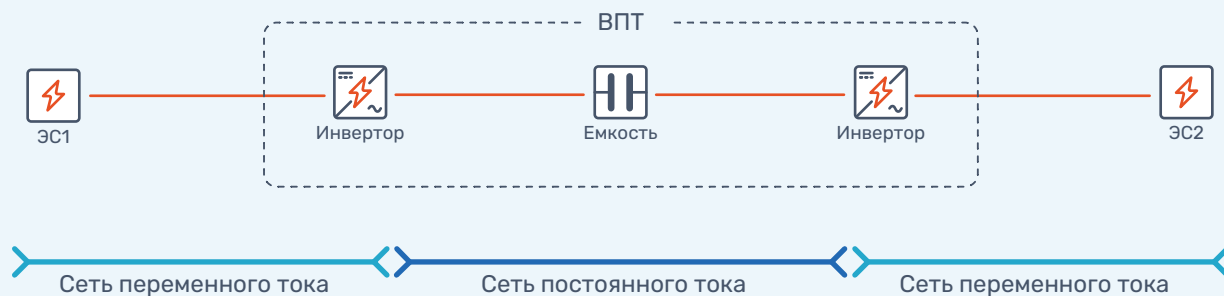 ВПТ
ЭС1
Инвертор
Емкость
Инвертор
ЭС2
Сеть переменного тока
Сеть постоянного тока
Сеть переменного тока